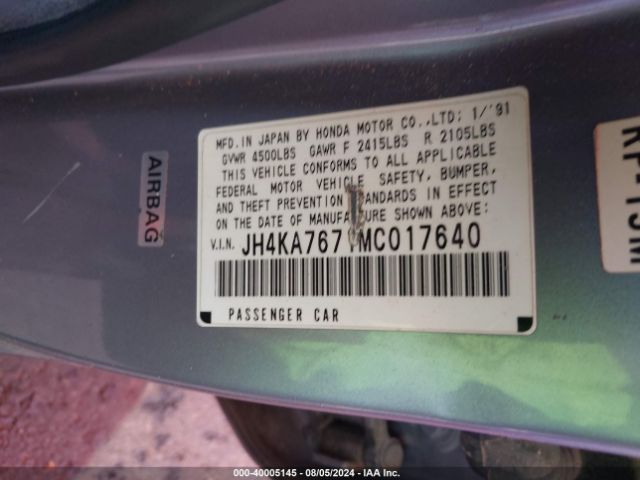 MFD.IN JAPAN BY HONDA MOTOR CO.,LTD: 1/'91
GVWR 4500LBS GAWR F 2415LBS R 2105LBS
THIS VEHICLE CONFORMS TO ALL APPLICABLE
FEDERAL MOTOR VEHICLE SAFETY, BUMPER,
AND THEFT PREVENTION STANDARDS IN EFFECT
ON THE DATE OF MANUFACTURE SHOWN ABOVE:
V.I.N. JH4KA767 MC017640
PASSENGER CAR
AIRBAG
000-40005145 - 08/05/2024 - IAA Inc.